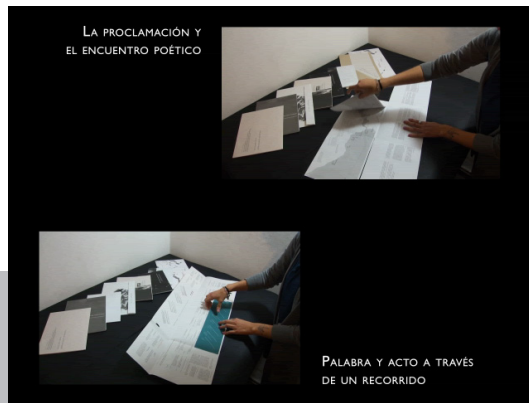 La proclamación y
el encuentro poético
Palabra y acto a través
de un recorrido